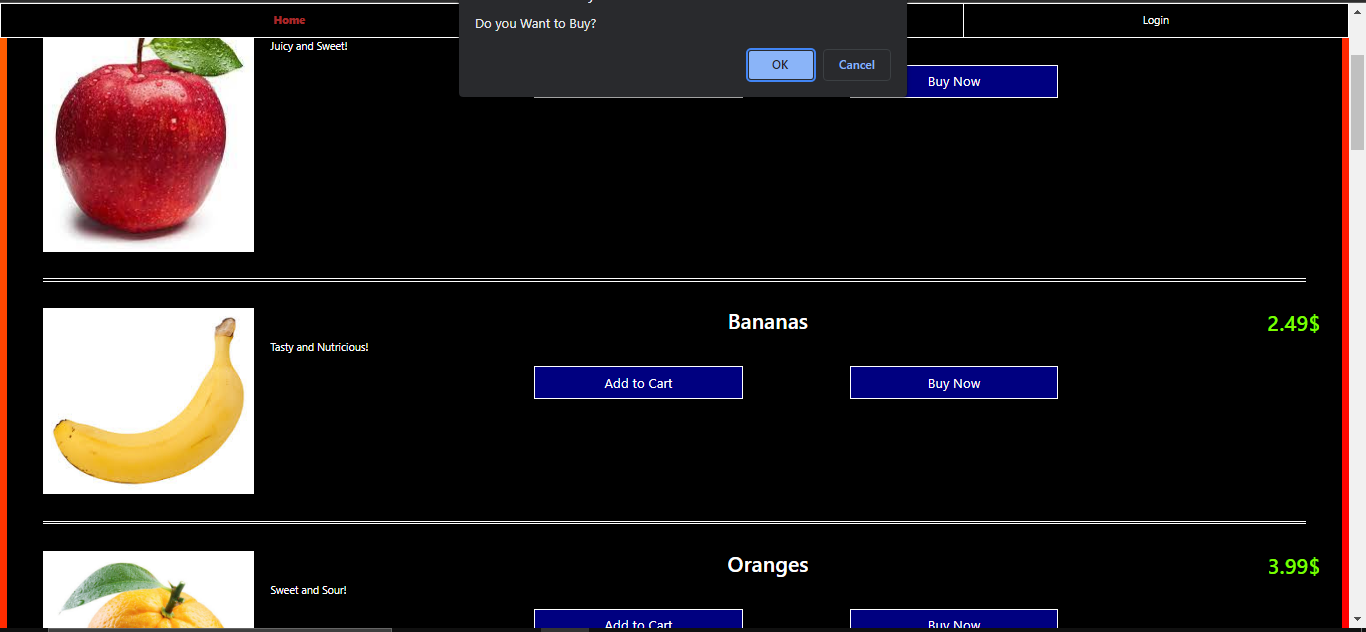 Home
Login
Do you Want to Buy?
OK
Cancel
Juicy and Sweet!
Buy Now
Bananas
2.49$
Tasty and Nutricious!
Add to Cart
Buy Now
Oranges
3.99$
Sweet and Sour!
Add to Cart
Buy Now